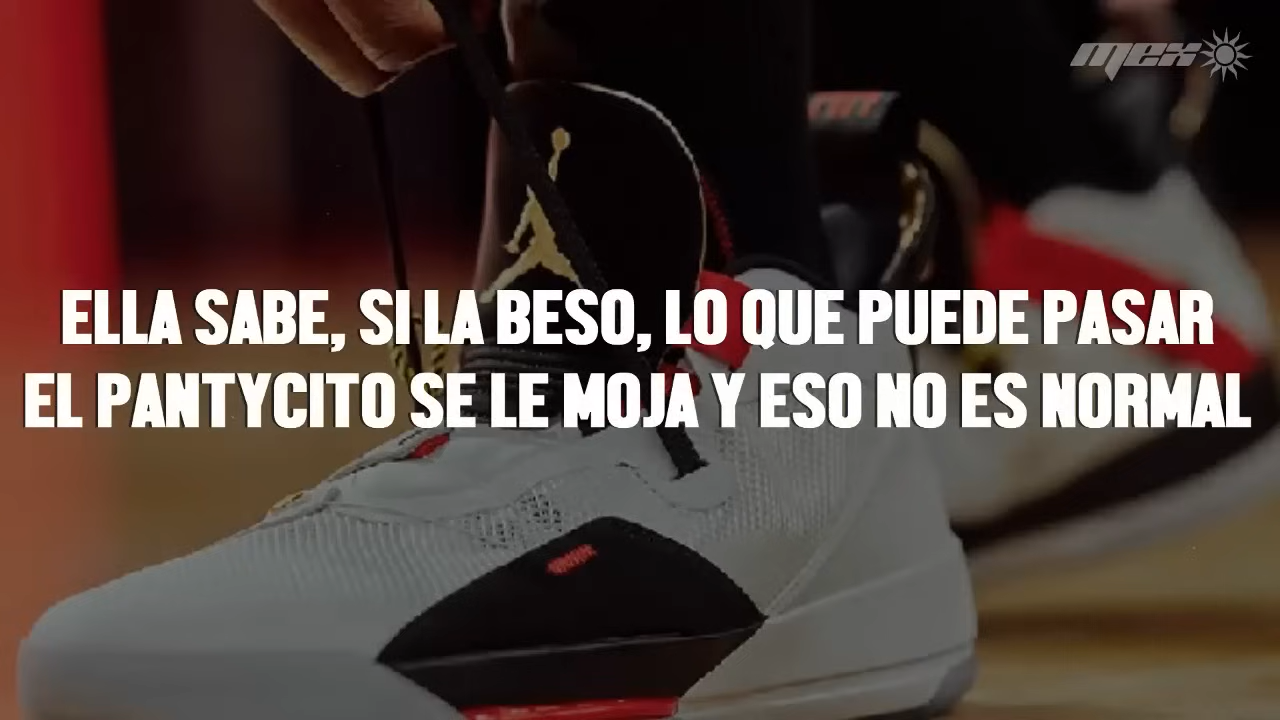 mex
ELLA SABE, SI LA BESO, LO QUE PUEDE PASAR
EL PANTYCITO SE LE MOJA Y ESO NO ES NORMAL